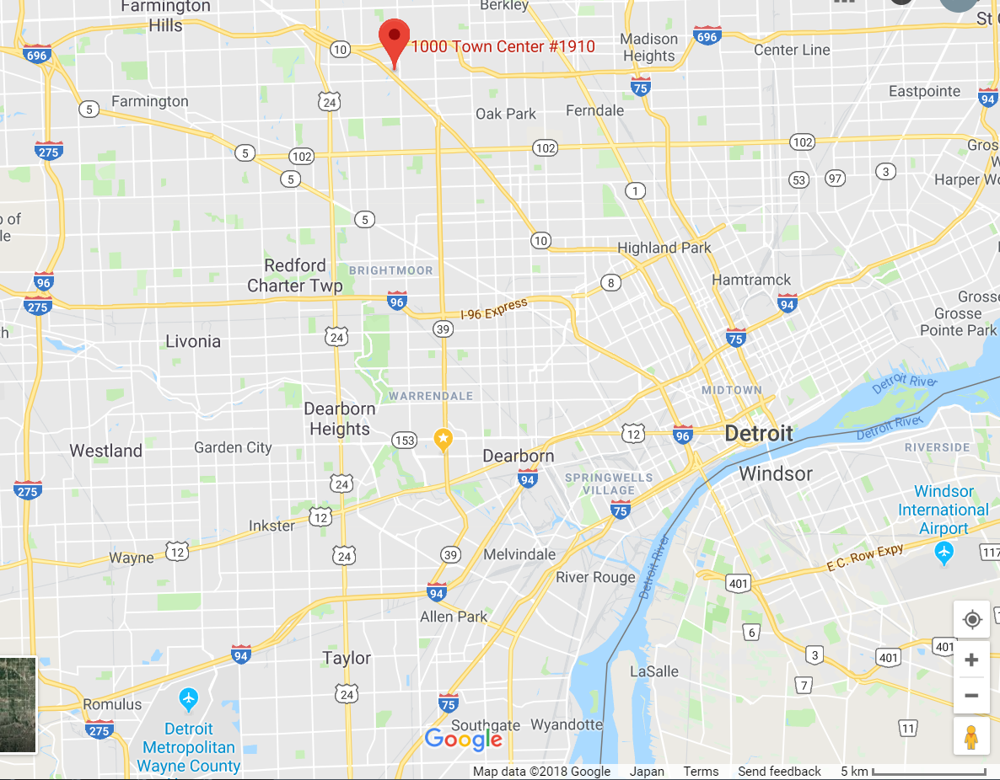 Farmington
Hills
Berkley
696
10
1000 Town Center #1910
Madison
Heights
696
Center Line
St
75
Eastpointe
94
5
Farmington
24
Oak Park
Ferndale
275
5
102
102
102
5
53
97
3
Harper
1
5
10
Highland Park
Redford
Charter Twp
BRIGHTMOOR
96
275
96
I-96 Express
8
Hamtramck
94
Grosse
Grosse
Pointe Park
39
24
75
Livonia
WARRENDALE
MIDTOWN
Detroit River
Dearborn
Heights
153
12
96
Detroit
Detroit River
Westland
Garden City
Dearborn
RIVERSIDE
94
SPRINGWELLS
VILLAGE
Windsor
275
24
75
Windsor
International
Airport
12
Inkster
12
Wayne
24
39
Melvindale
Detroit River
E.C. Row Expy
117
River Rouge
401
94
Allen Park
6
94
Taylor
3
401
401
LaSalle
7
24
Romulus
75
275
Detroit
Metropolitan
Wayne County
Southgate
Wyandotte
11
Google
Map data ©2018 Google
Japan
Terms
Send feedback
5 km